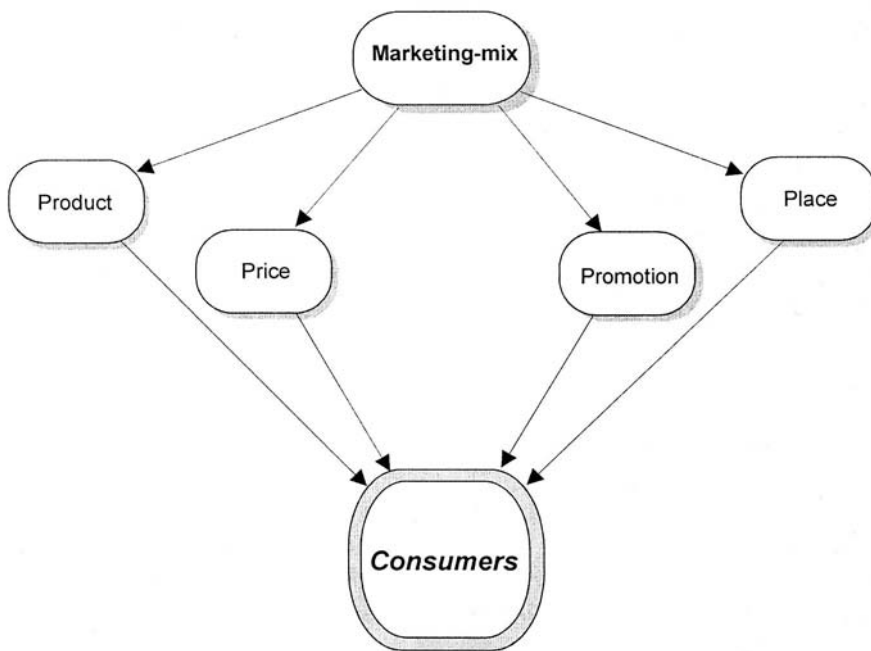 Marketing-mix
Product
Place
Price
Promotion
Consumers